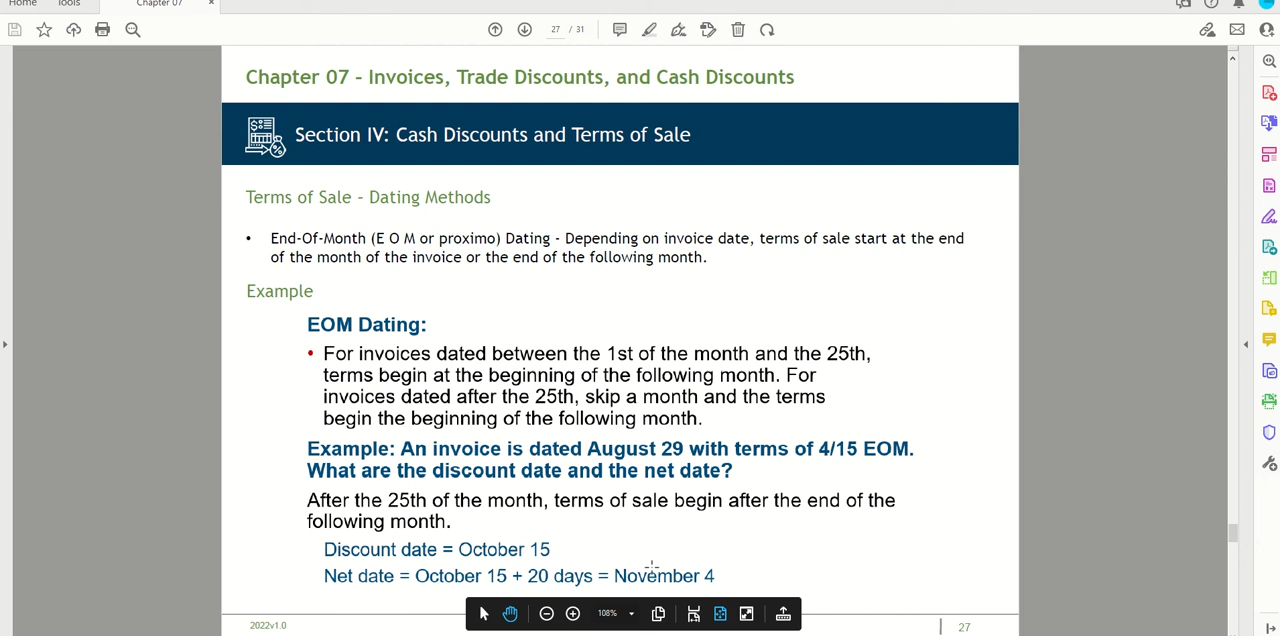 Home Tools Chapter 07 ×
27 / 31
Chapter 07 - Invoices, Trade Discounts, and Cash Discounts
Section IV: Cash Discounts and Terms of Sale
Terms of Sale - Dating Methods
• End-Of-Month (E O M or proximo) Dating - Depending on invoice date, terms of sale start at the end
of the month of the invoice or the end of the following month.
Example
EOM Dating:
• For invoices dated between the 1st of the month and the 25th,
terms begin at the beginning of the following month. For
invoices dated after the 25th, skip a month and the terms
begin the beginning of the following month.
Example: An invoice is dated August 29 with terms of 4/15 EOM.
What are the discount date and the net date?
After the 25th of the month, terms of sale begin after the end of the
following month.
Discount date = October 15
Net date = October 15 + 20 days = November 4
108%
2022v1.0
27